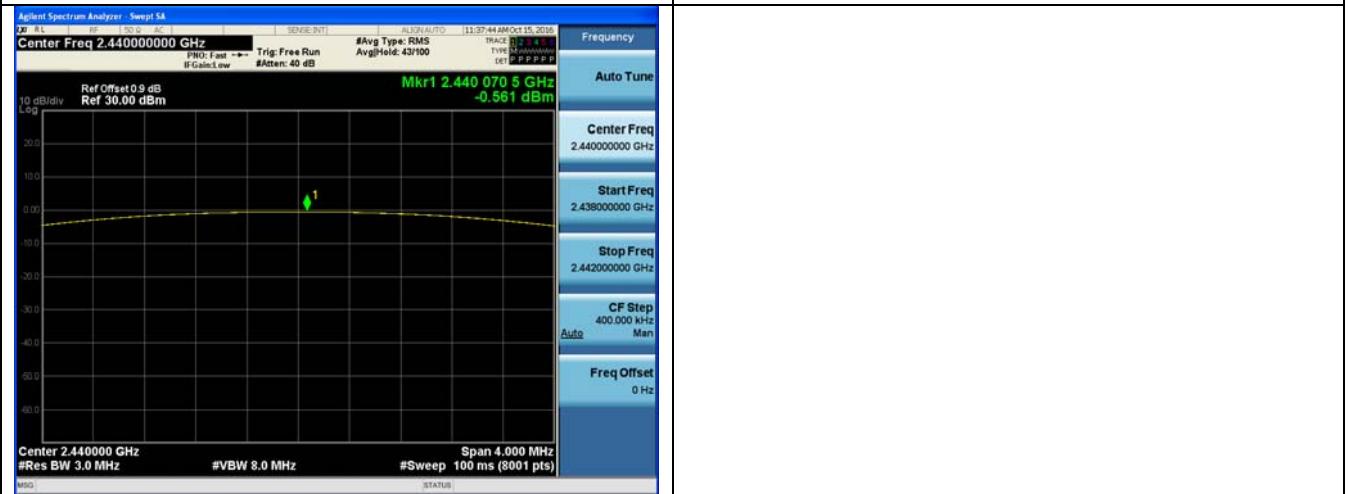 Agilent Spectrum Analyzer - Swept SA
RL RF 50 Ω AC SENSE:INT ALIGN AUTO 11:37:44 AM Oct 15, 2016
Center Freq 2.440000000 GHz
PNO: Fast
IFGain:Low
Trig: Free Run
#Atten: 40 dB
#Avg Type: RMS
Avg|Hold: 43/100
TRACE 1 2 3 4 5 6
TYPE M
DET P P P P P P
Ref Offset 0.9 dB
10 dB/div Ref 30.00 dBm
Log
Mkr1 2.440 070 5 GHz
-0.561 dBm
1
20.0
10.0
0.00
-10.0
-20.0
-30.0
-40.0
-50.0
-60.0
Center 2.440000 GHz
Span 4.000 MHz
#Res BW 3.0 MHz
#VBW 8.0 MHz
#Sweep 100 ms (8001 pts)
MSG
STATUS
Frequency
Auto Tune
Center Freq
2.440000000 GHz
Start Freq
2.438000000 GHz
Stop Freq
2.442000000 GHz
CF Step
400.000 kHz
Auto Man
Freq Offset
0 Hz